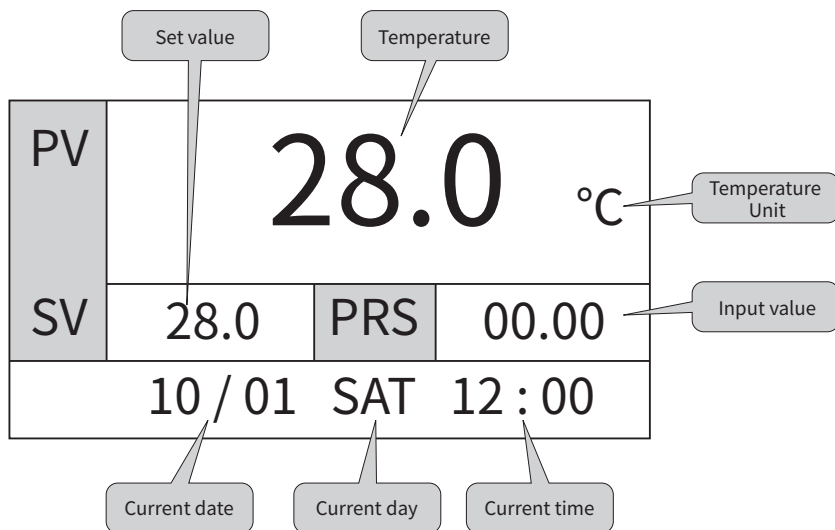 Set value
Temperature
PV
28.0
°C
Temperature
Unit
SV
28.0
PRS
00.00
Input value
10 / 01 SAT 12 : 00
Current date
Current day
Current time